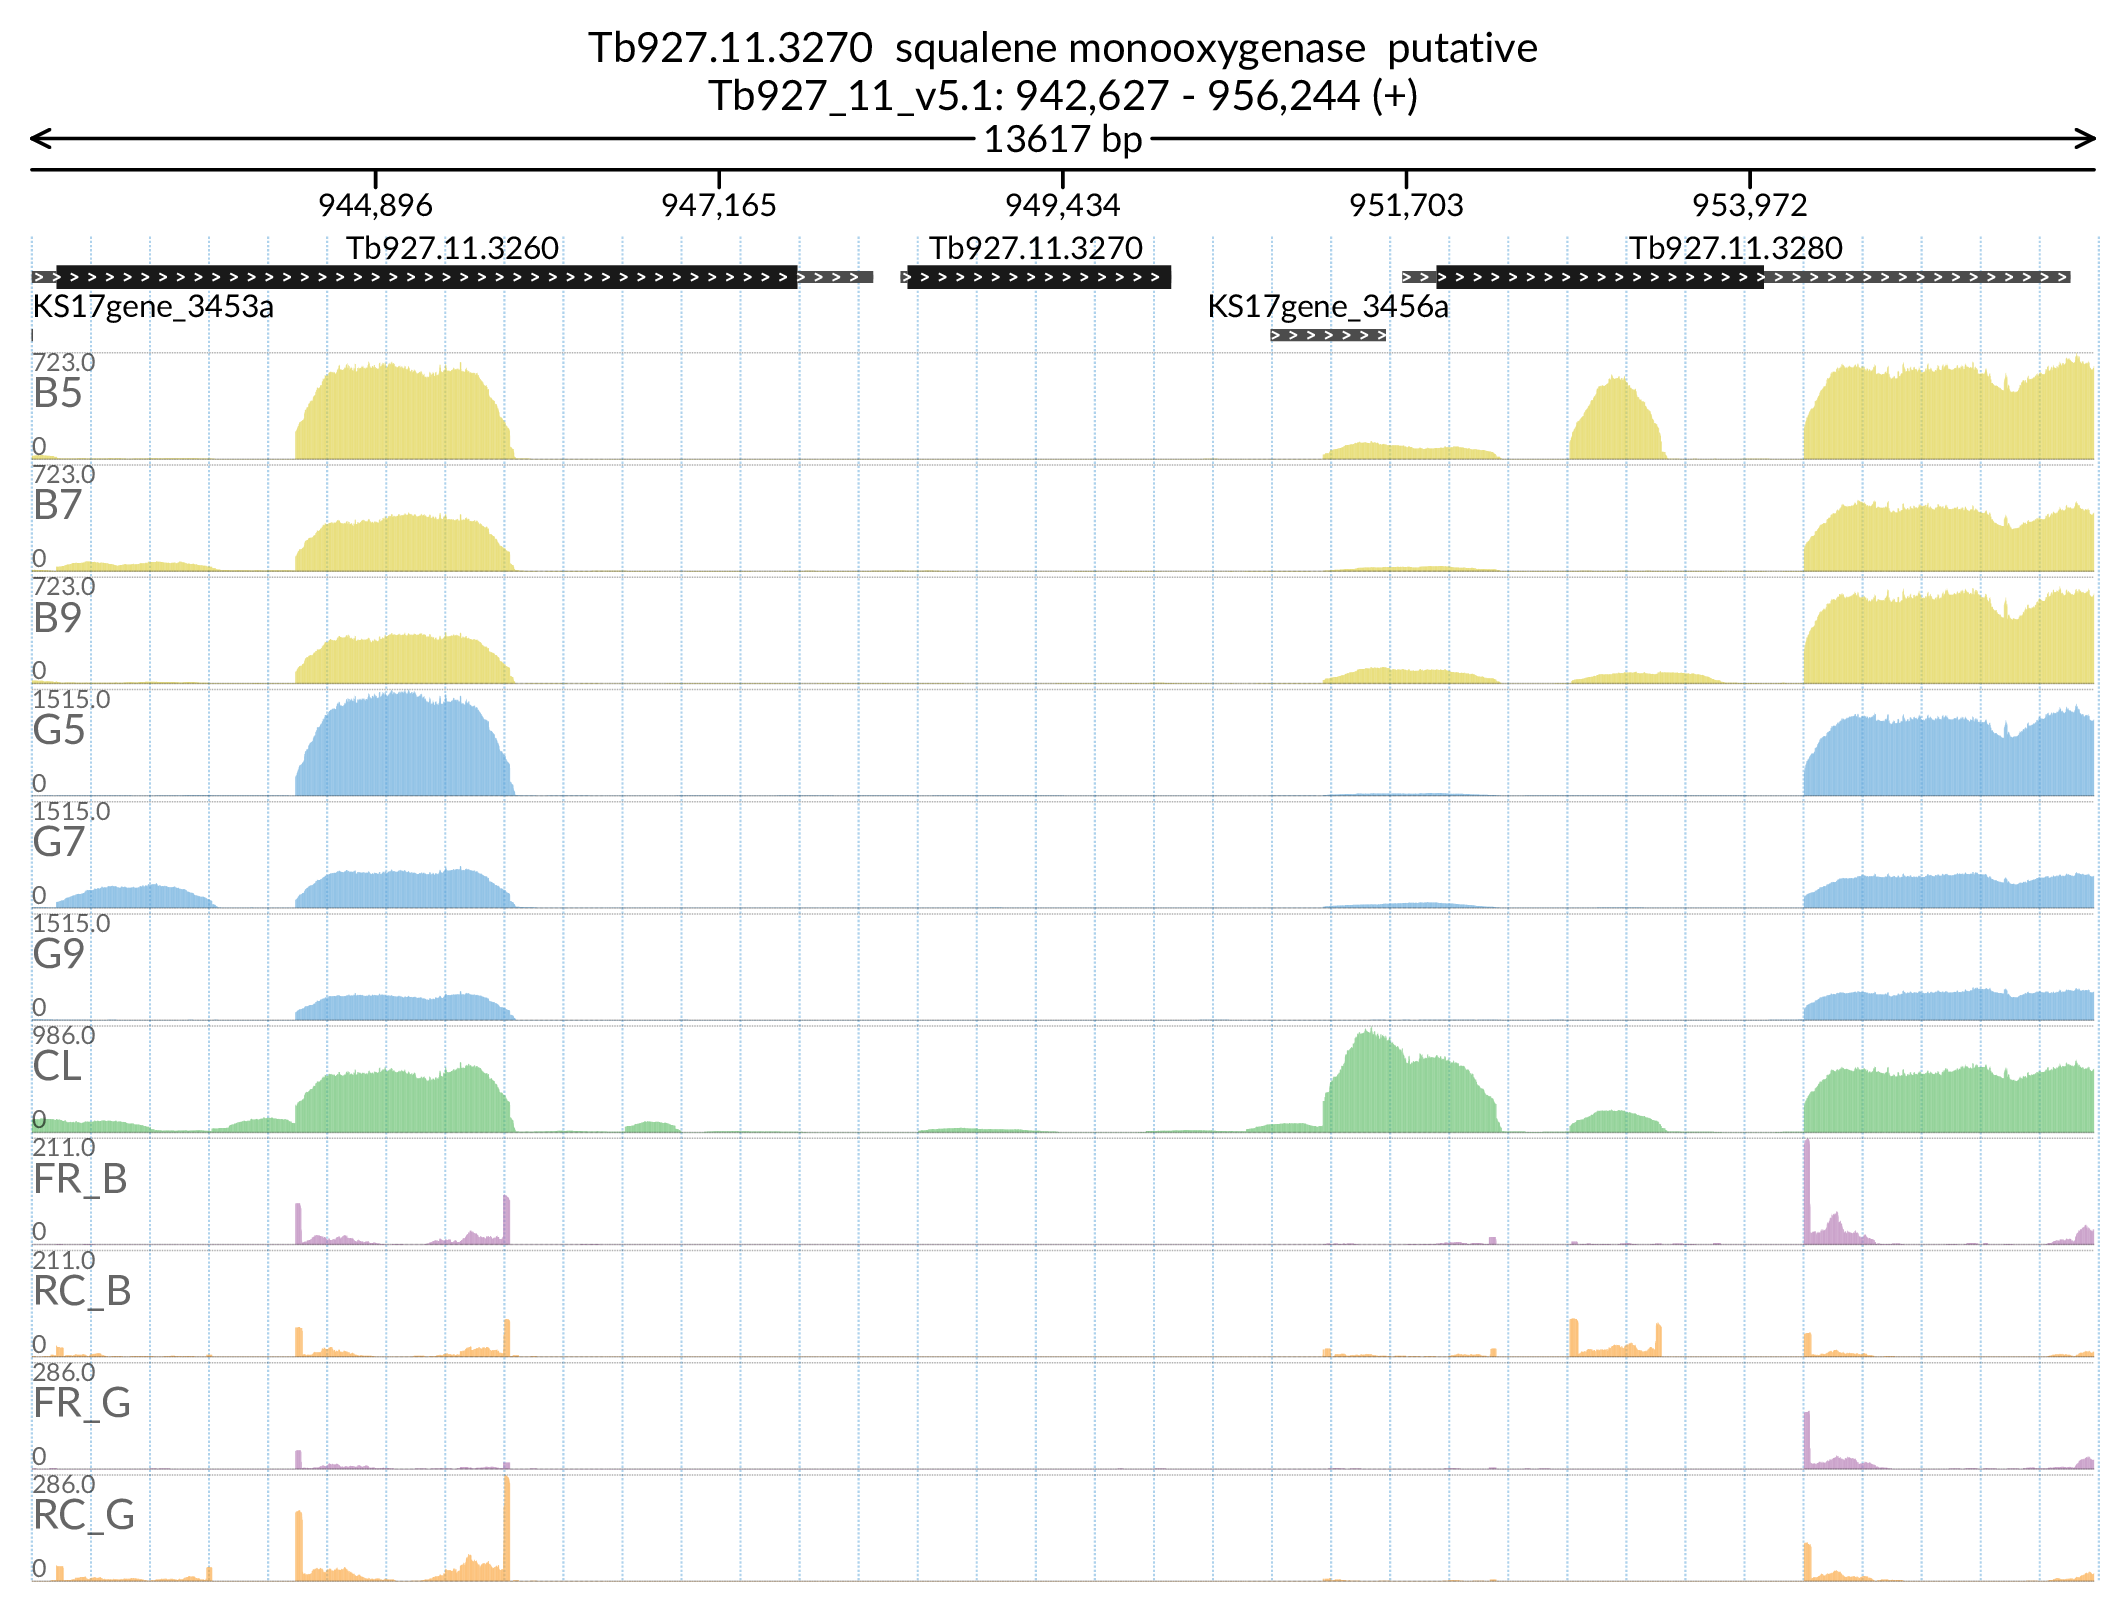 Tb927.11.3270  squalene monooxygenase  putative
Tb927_11_v5.1: 942,627 - 956,244 (+)
13617 bp
944,896 947,165 949,434 951,703 953,972
Tb927.11.3260 Tb927.11.3270 Tb927.11.3280
KS17gene_3453a KS17gene_3456a
723.0
B5
0
723.0
B7
0
723.0
B9
0
1515.0
G5
0
1515.0
G7
0
1515.0
G9
0
986.0
CL
0
211.0
FR_B
0
211.0
RC_B
0
286.0
FR_G
0
286.0
RC_G
0